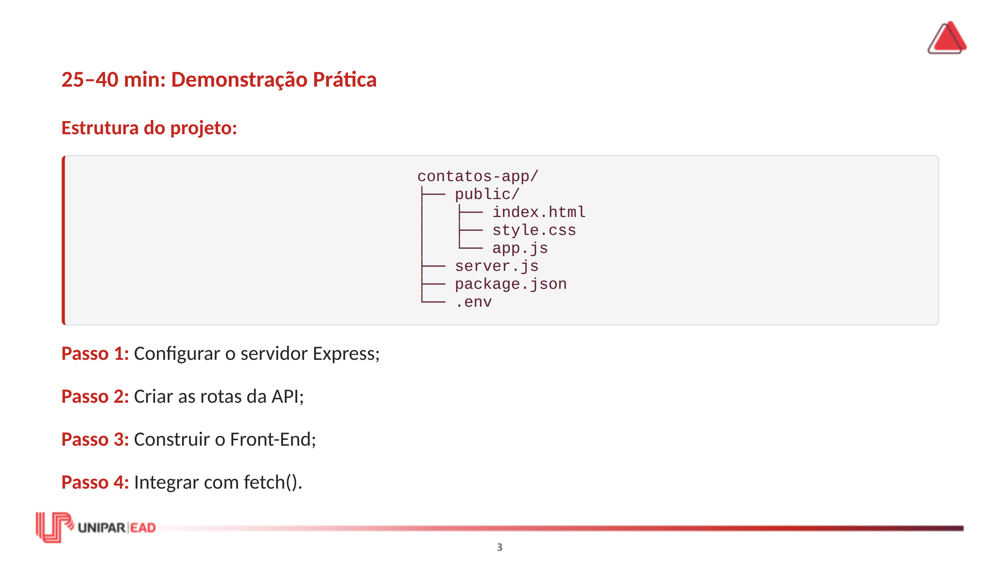 25–40 min: Demonstração Prática
Estrutura do projeto:
contatos-app/
├── public/
│   ├── index.html
│   ├── style.css
│   └── app.js
├── server.js
├── package.json
└── .env
Passo 1: Configurar o servidor Express;
Passo 2: Criar as rotas da API;
Passo 3: Construir o Front-End;
Passo 4: Integrar com fetch().
UNIPAR|EAD
3